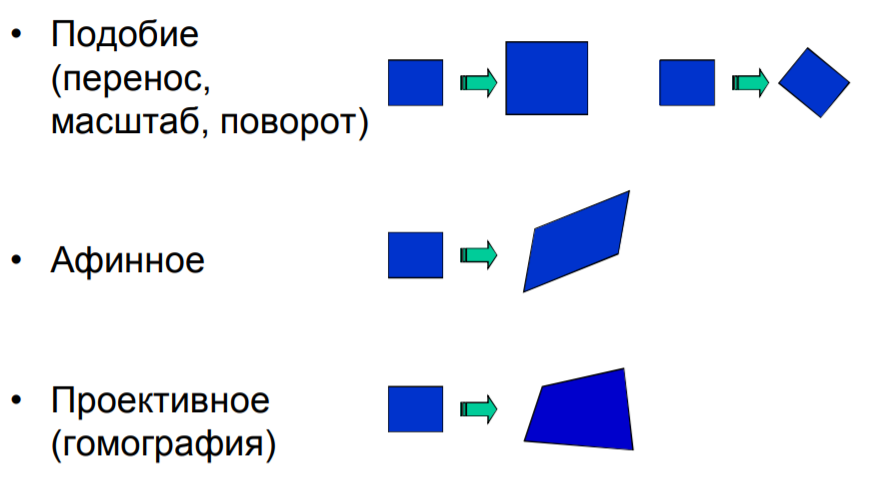 • Подобие
(перенос,
масштаб, поворот)
• Афинное
• Проективное
(гомография)